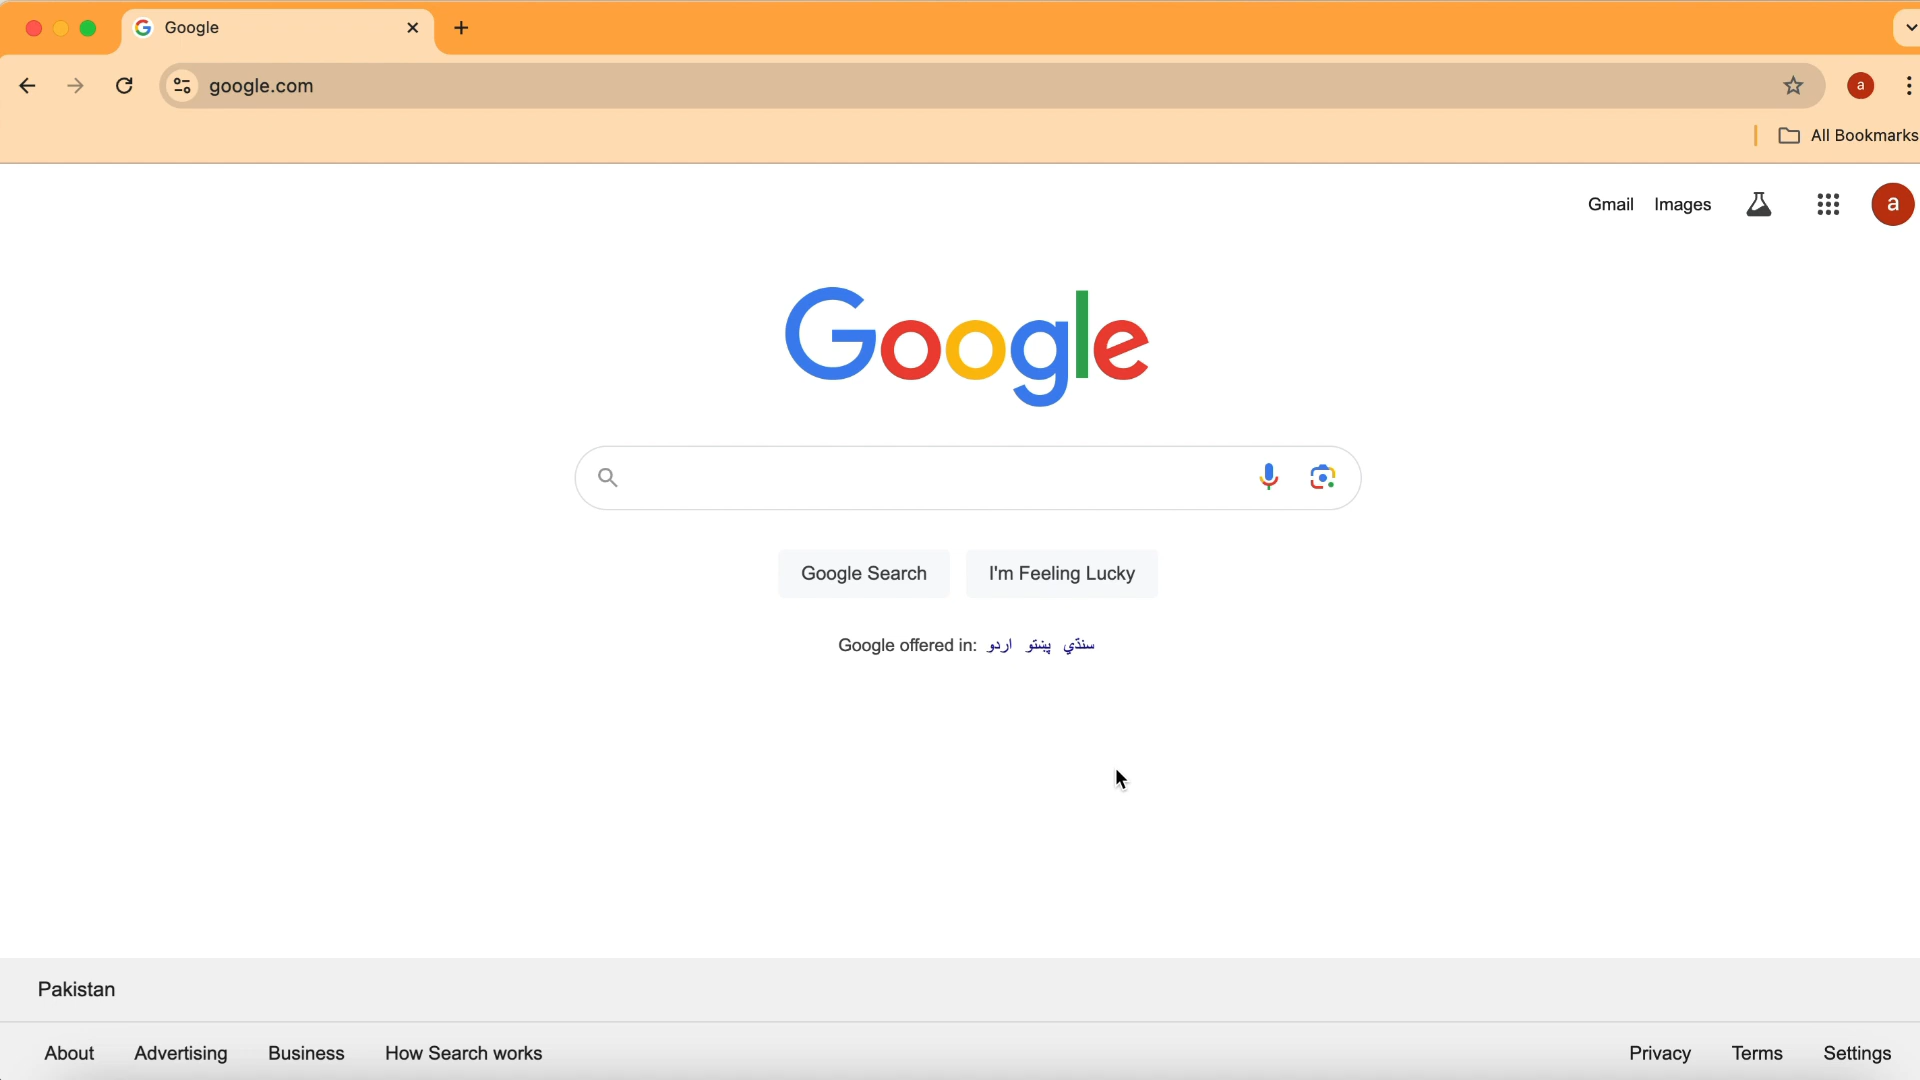 Google
google.com
a
All Bookmarks
Gmail Images
a
Google
Google Search I'm Feeling Lucky
Google offered in: اردو پښتو سنڌي
Pakistan
About Advertising Business How Search works Privacy Terms Settings